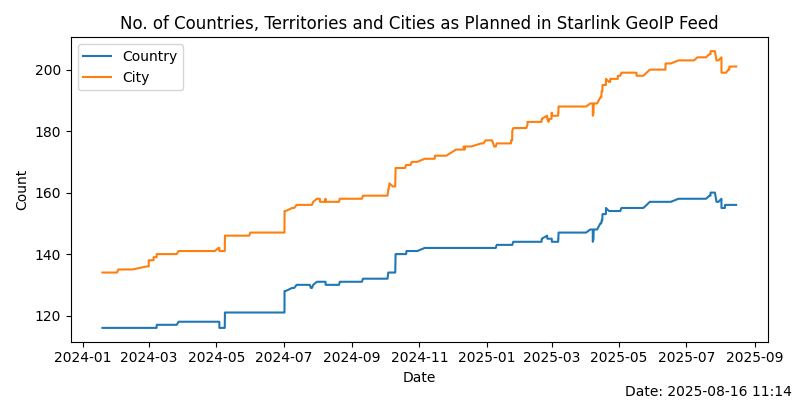 No. of Countries, Territories and Cities as Planned in Starlink GeoIP Feed
Country
City
200
180
160
140
120
Count
2024-01 2024-03 2024-05 2024-07 2024-09 2024-11 2025-01 2025-03 2025-05 2025-07 2025-09
Date
Date: 2025-08-16 11:14